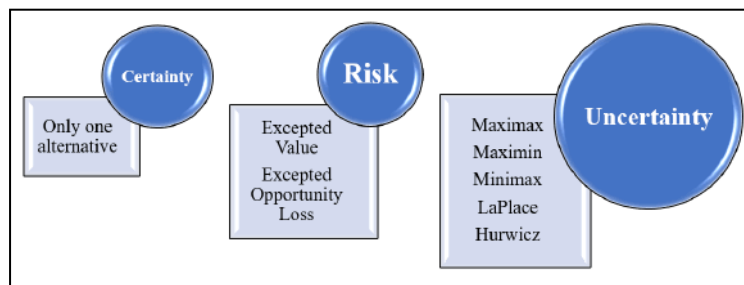 Certainty
Only one
alternative
Risk
Excepted
Value
Excepted
Opportunity
Loss
Uncertainty
Maximax
Maximin
Minimax
LaPlace
Hurwicz